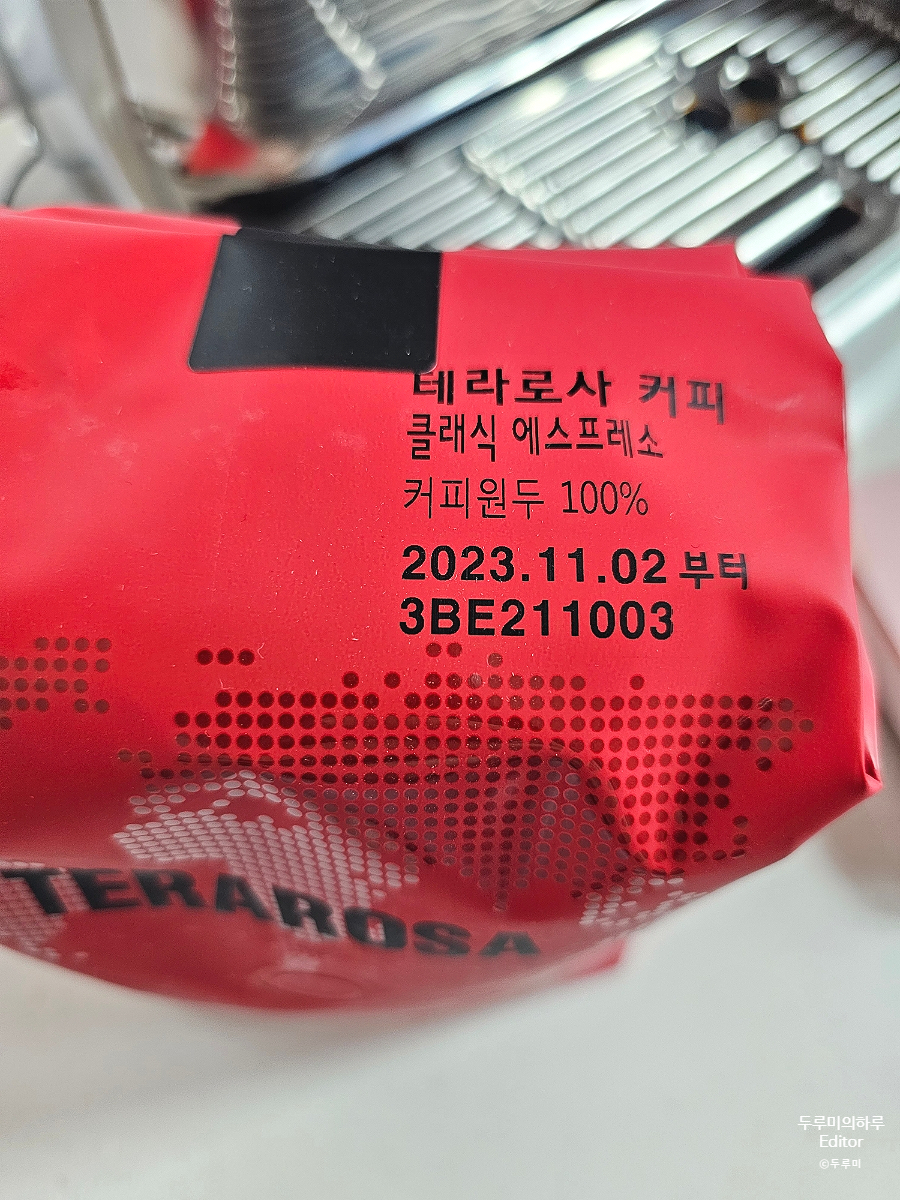 테라로사 커피
클래식 에스프레소
커피원두 100%
2023.11.02 부터
3BE211003
TERAROSA
두루미의하루
Editor
©두루미